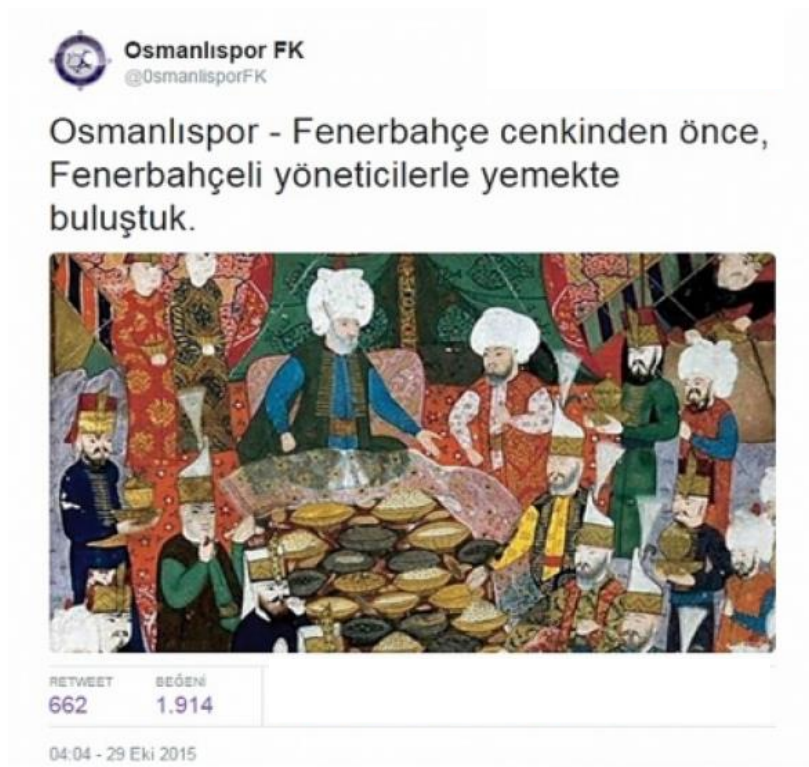 Osmanlıspor FK
@0smanlisporFK
Osmanlıspor - Fenerbahçe cenkinden önce,
Fenerbahçeli yöneticilerle yemekte
buluştuk.
RETWEET BEĞENİ
662 1.914
04:04 - 29 Eki 2015